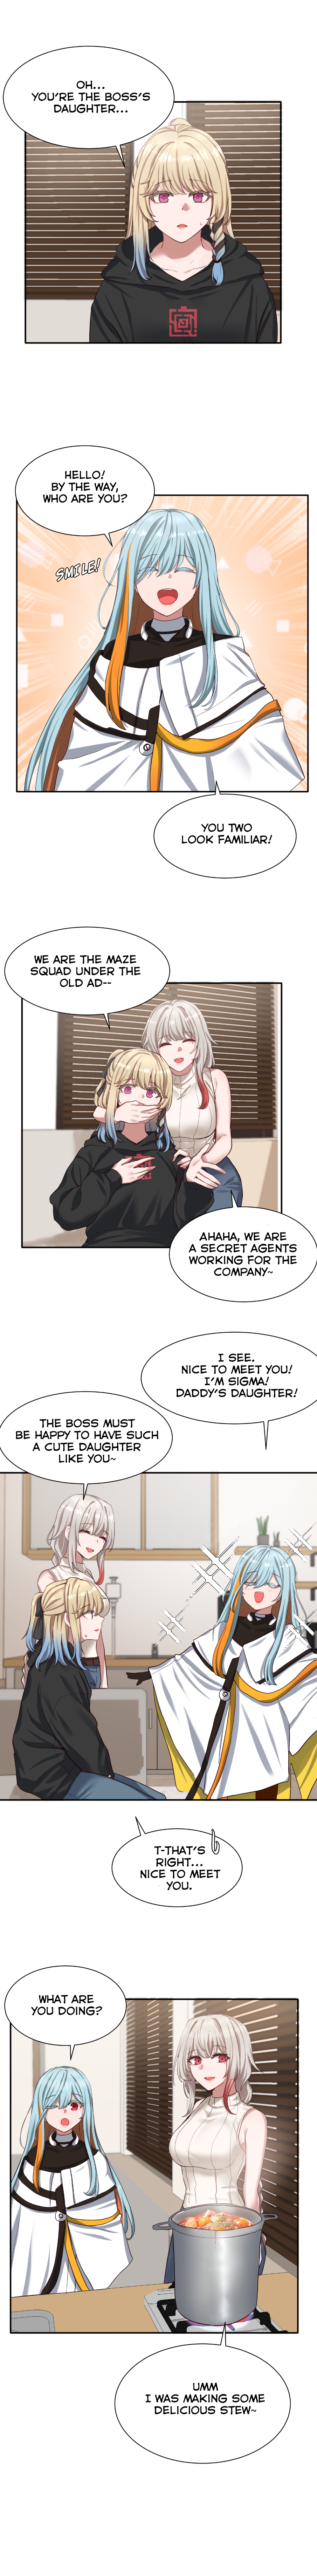 OH...
YOU'RE THE BOSS'S
DAUGHTER...
HELLO!
BY THE WAY,
WHO ARE YOU?
SMILE!
YOU TWO
LOOK FAMILIAR!
WE ARE THE MAZE
SQUAD UNDER THE
OLD AD--
AHAHA, WE ARE
A SECRET AGENTS
WORKING FOR THE
COMPANY~
I SEE.
NICE TO MEET YOU!
I'M SIGMA!
DADDY'S DAUGHTER!
THE BOSS MUST
BE HAPPY TO HAVE SUCH
A CUTE DAUGHTER
LIKE YOU~
T-THAT'S
RIGHT...
NICE TO MEET
YOU.
WHAT ARE
YOU DOING?
UMM
I WAS MAKING SOME
DELICIOUS STEW~